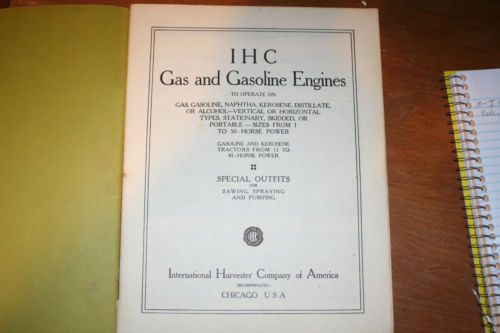 I H C
Gas and Gasoline Engines
TO OPERATE ON
GAS, GASOLINE, NAPHTHA, KEROSENE, DISTILLATE,
OR ALCOHOL—VERTICAL OR HORIZONTAL
TYPES, STATIONARY, SKIDDED, OR
PORTABLE — SIZES FROM 1
TO 50-HORSE POWER
GASOLINE AND KEROSENE
TRACTORS FROM 12 TO
45-HORSE POWER
SPECIAL OUTFITS
FOR
SAWING, SPRAYING
AND PUMPING
IHC
International Harvester Company of America
(INCORPORATED)
CHICAGO U S A